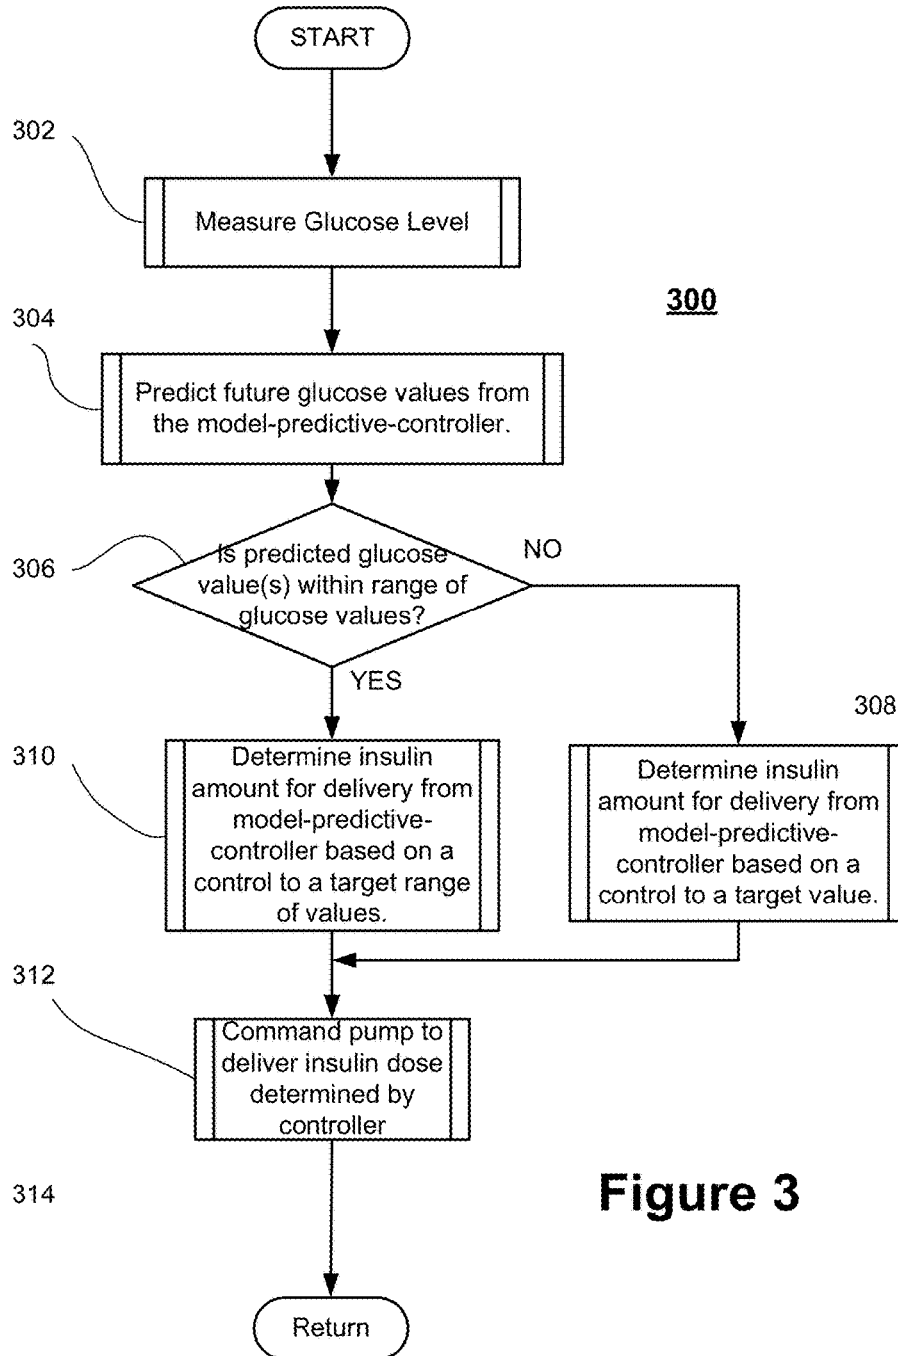 START
302
Measure Glucose Level
300
304
Predict future glucose values from
the model-predictive-controller.
306
Is predicted glucose
value(s) within range of
glucose values?
NO
YES
308
310
Determine insulin
amount for delivery from
model-predictive-
controller based on a
control to a target range
of values.
Determine insulin
amount for delivery from
model-predictive-
controller based on a
control to a target value.
312
Command pump to
deliver insulin dose
determined by
controller
314
Figure 3
Return